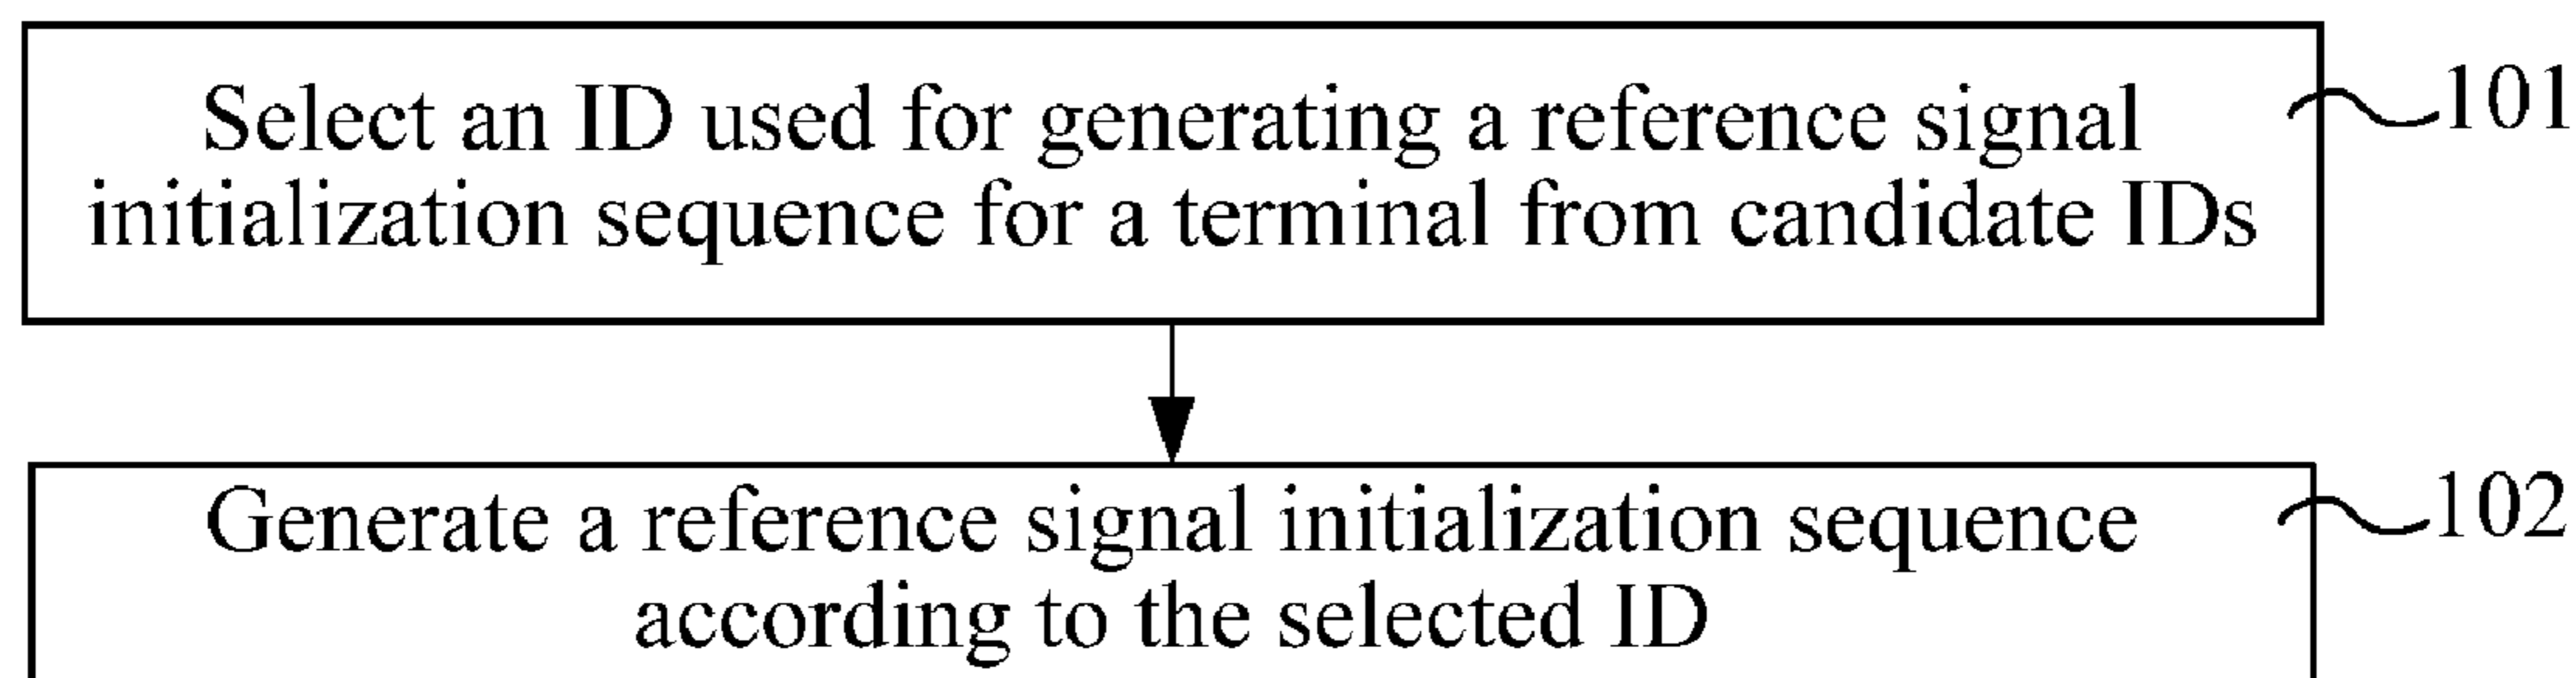 Select an ID used for generating a reference signal
initialization sequence for a terminal from candidate IDs
101
Generate a reference signal initialization sequence
according to the selected ID
102